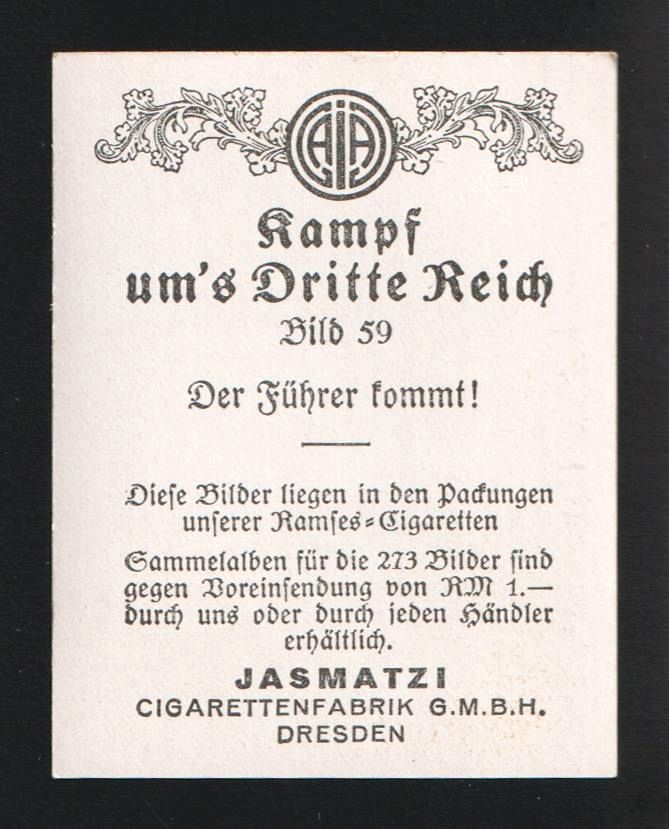 Kampf
um's Dritte Reich
Bild 59
Der Führer kommt!
Diese Bilder liegen in den Packungen
unserer Ramses=Cigaretten
Sammelalben für die 273 Bilder sind
gegen Voreinsendung von RM 1.—
durch uns oder durch jeden Händler
erhältlich.
JASMATZI
CIGARETTENFABRIK G.M.B.H.
DRESDEN